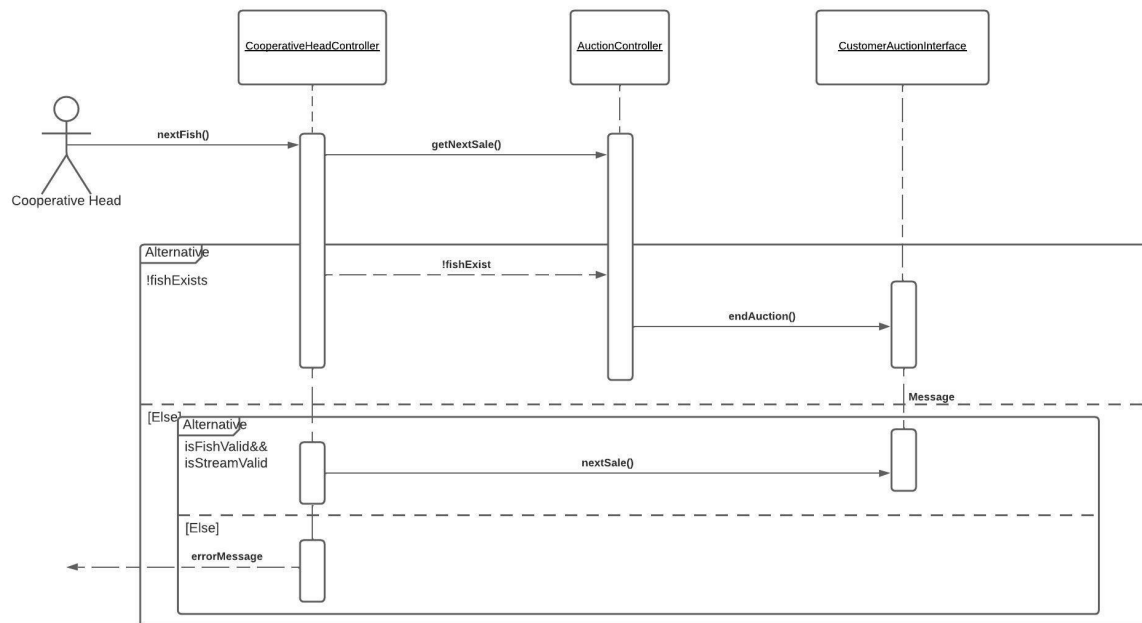 CooperativeHeadController
AuctionController
CustomerAuctionInterface
nextFish()
getNextSale()
Cooperative Head
Alternative
!fishExists
!fishExist
endAuction()
Message
[Else]
Alternative
isFishValid&&
isStreamValid
nextSale()
[Else]
errorMessage